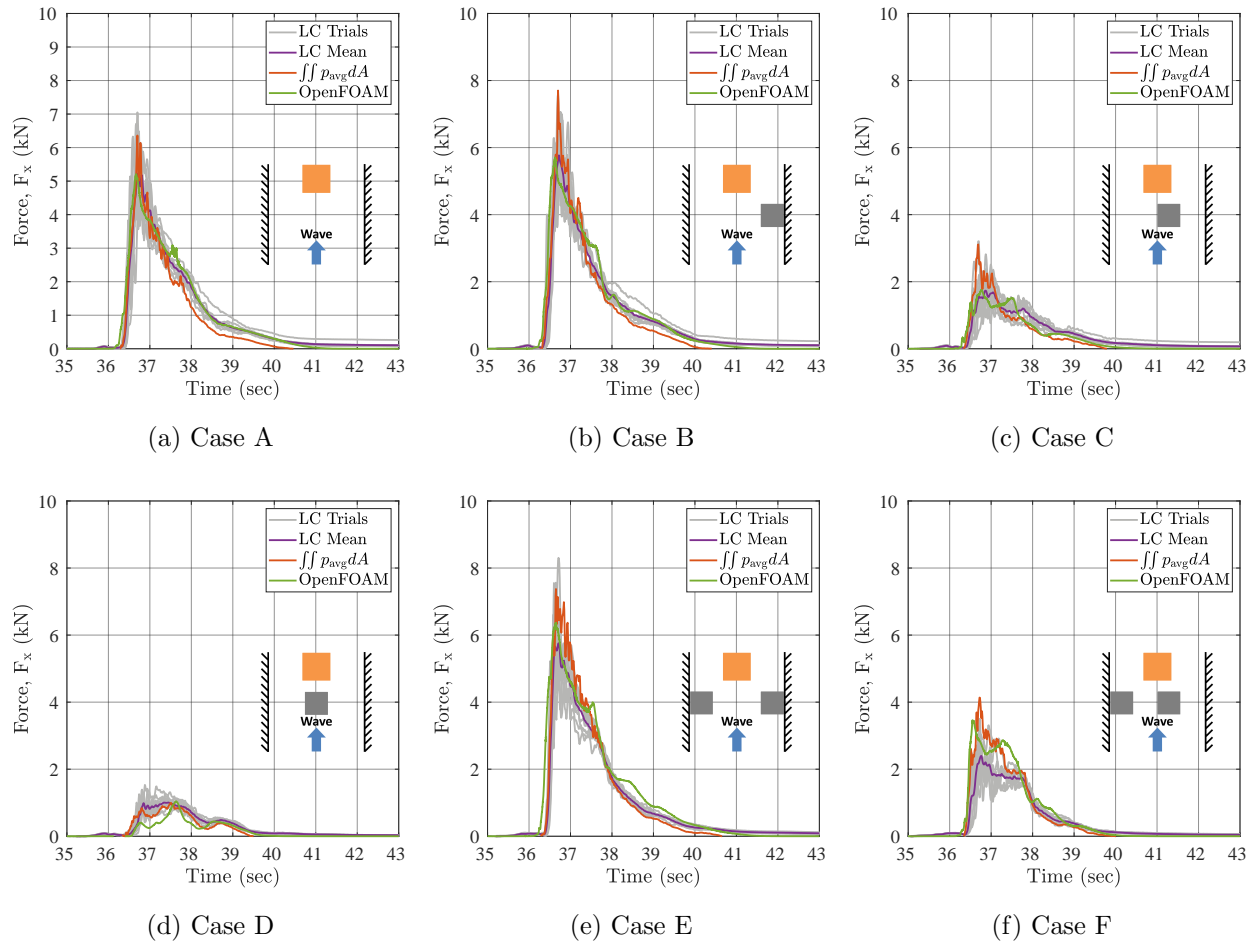 10
9
8
7
6
5
4
3
2
1
0
Force, Fₓ (kN)
LC Trials
LC Mean
∫∫ p_avg dA
OpenFOAM
Wave
35 36 37 38 39 40 41 42 43
Time (sec)
(a) Case A
10
8
6
4
2
0
Force, Fₓ (kN)
LC Trials
LC Mean
∫∫ p_avg dA
OpenFOAM
Wave
35 36 37 38 39 40 41 42 43
Time (sec)
(b) Case B
10
8
6
4
2
0
Force, Fₓ (kN)
LC Trials
LC Mean
∫∫ p_avg dA
OpenFOAM
Wave
35 36 37 38 39 40 41 42 43
Time (sec)
(c) Case C
10
8
6
4
2
0
Force, Fₓ (kN)
LC Trials
LC Mean
∫∫ p_avg dA
OpenFOAM
Wave
35 36 37 38 39 40 41 42 43
Time (sec)
(d) Case D
10
8
6
4
2
0
Force, Fₓ (kN)
LC Trials
LC Mean
∫∫ p_avg dA
OpenFOAM
Wave
35 36 37 38 39 40 41 42 43
Time (sec)
(e) Case E
10
8
6
4
2
0
Force, Fₓ (kN)
LC Trials
LC Mean
∫∫ p_avg dA
OpenFOAM
Wave
35 36 37 38 39 40 41 42 43
Time (sec)
(f) Case F